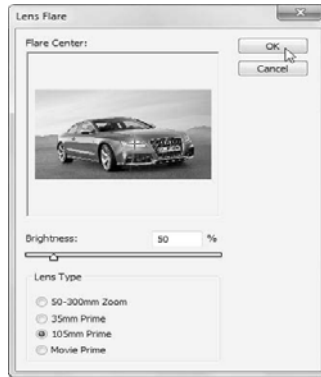 Lens Flare
Flare Center:
OK
Cancel
Brightness:
50
%
Lens Type
50-300mm Zoom
35mm Prime
105mm Prime
Movie Prime